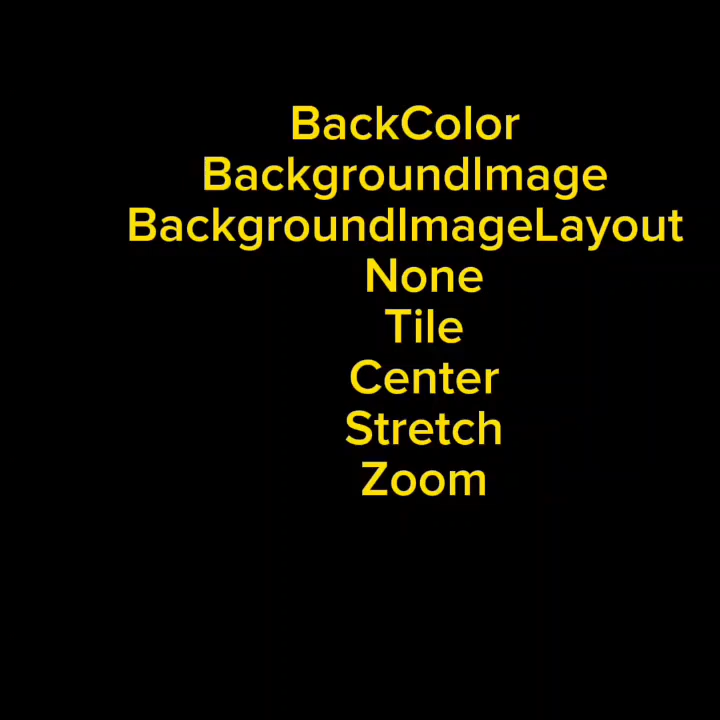 BackColor
BackgroundImage
BackgroundImageLayout
None
Tile
Center
Stretch
Zoom